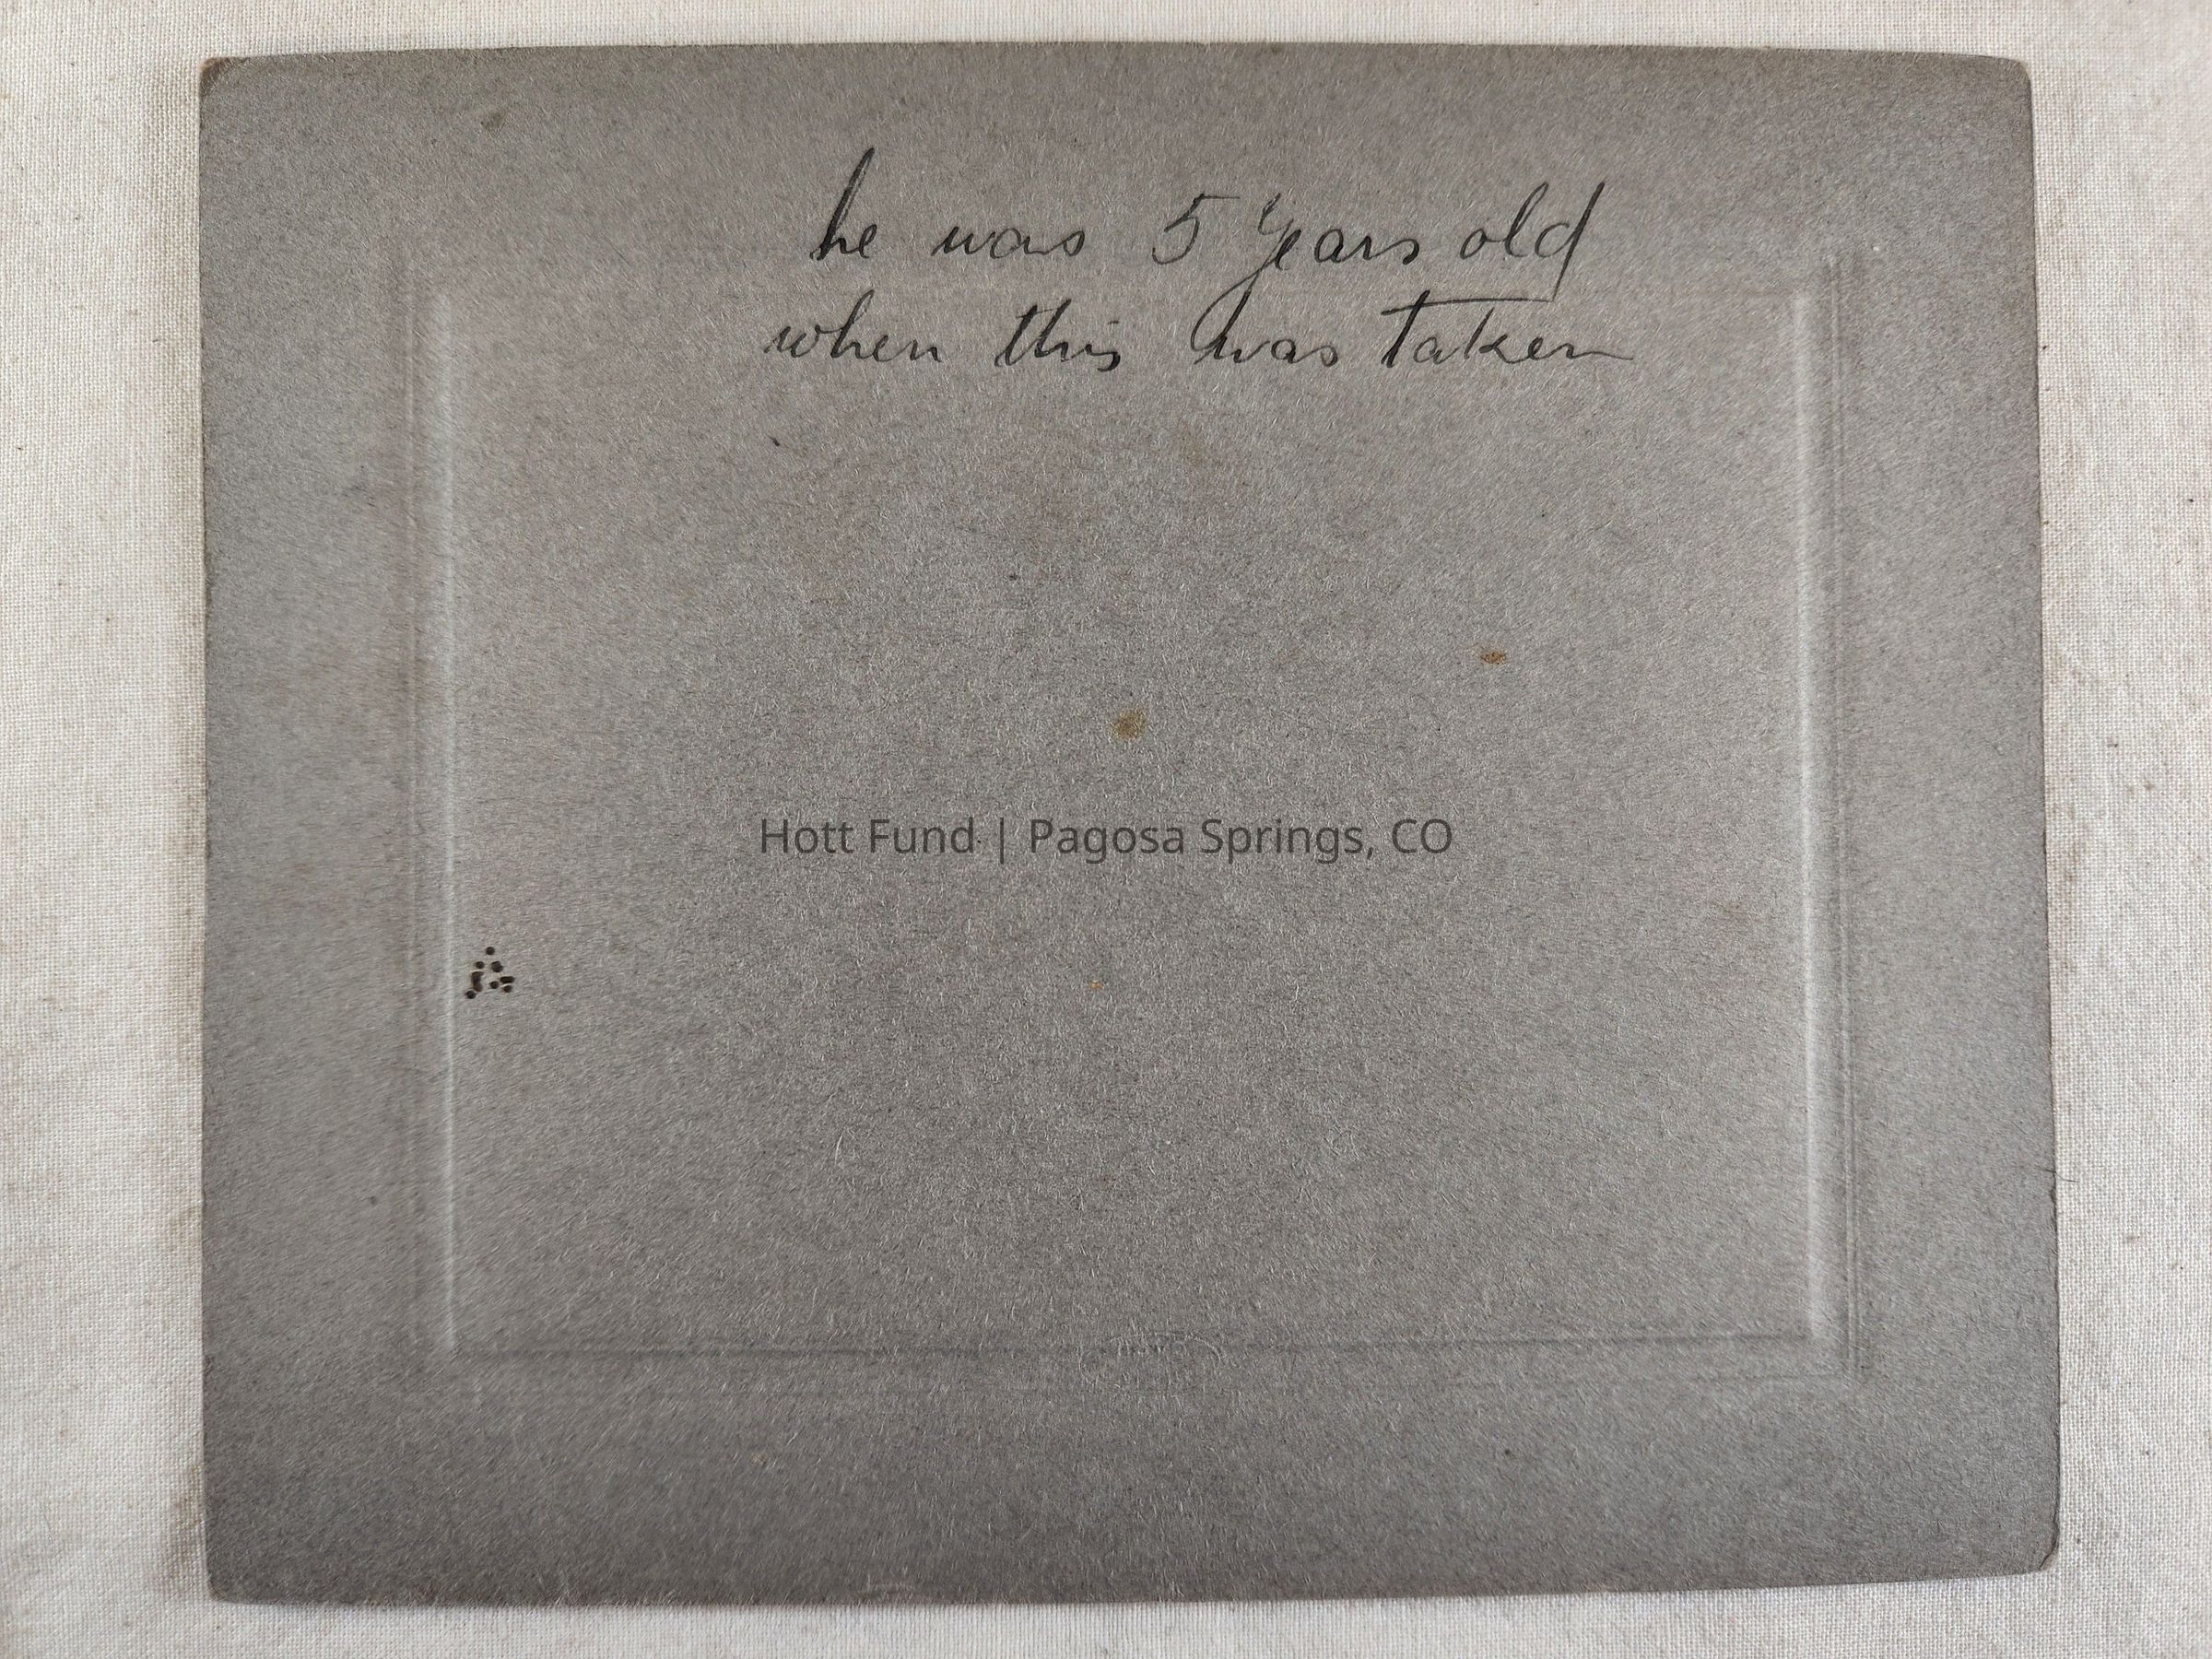 he was 5 years old
when this was taken
Hott Fund | Pagosa Springs, CO